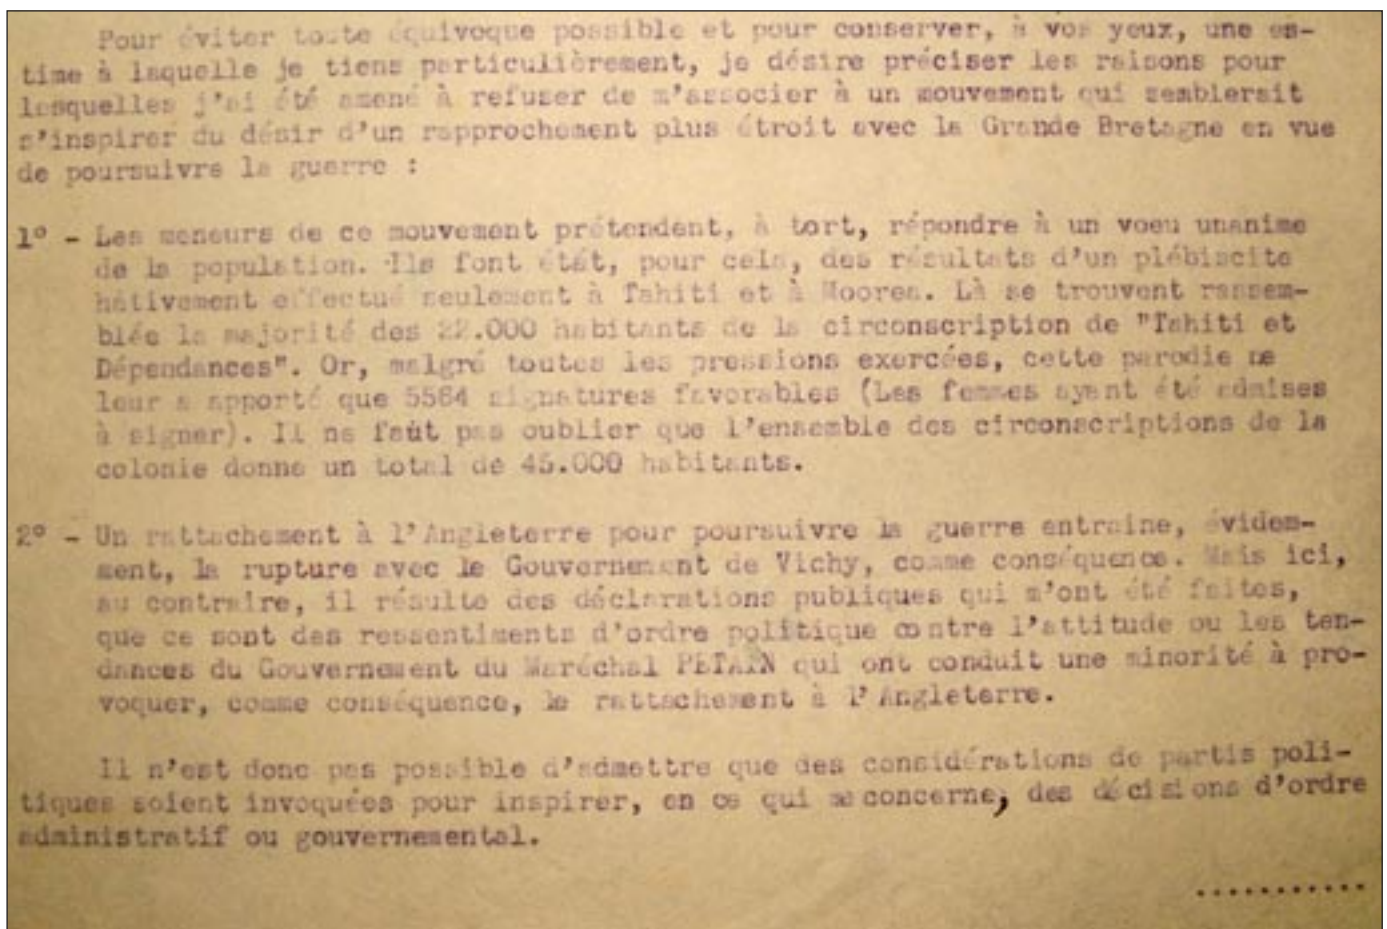 Pour éviter toute équivoque possible et pour conserver, à vos yeux, une es-
time à laquelle je tiens particulièrement, je désire préciser les raisons pour
lesquelles j'ai été amené à refuser de m'associer à un mouvement qui semblerait
s'inspirer du désir d'un rapprochement plus étroit avec la Grande Bretagne en vue
de poursuivre la guerre :
1° - Les meneurs de ce mouvement prétendent, à tort, répondre à un voeu unanime
de la population. Ils font état, pour cela, des résultats d'un plébiscite
hâtivement effectué seulement à Tahiti et à Moorea. Là se trouvent rassem-
blée la majorité des 22.000 habitants de la circonscription de "Tahiti et
Dépendances". Or, malgré toutes les pressions exercées, cette parodie ne
leur a apporté que 5564 signatures favorables (Les femmes ayant été admises
à signer). Il ne faût pas oublier que l'ensemble des circonscriptions de la
colonie donne un total de 45.000 habitants.
2° - Un rattachement à l'Angleterre pour poursuivre la guerre entraine, évidem-
ment, la rupture avec le Gouvernement de Vichy, comme conséquence. Mais ici,
au contraire, il résulte des déclarations publiques qui m'ont été faites,
que ce sont des ressentiments d'ordre politique contre l'attitude ou les ten-
dances du Gouvernement du Maréchal PETAIN qui ont conduit une minorité à pro-
voquer, comme conséquence, le rattachement à l'Angleterre.
Il n'est donc pas possible d'admettre que des considérations de partis poli-
tiques soient invoquées pour inspirer, en ce qui me concerne, des décisions d'ordre
administratif ou gouvernemental.
...........